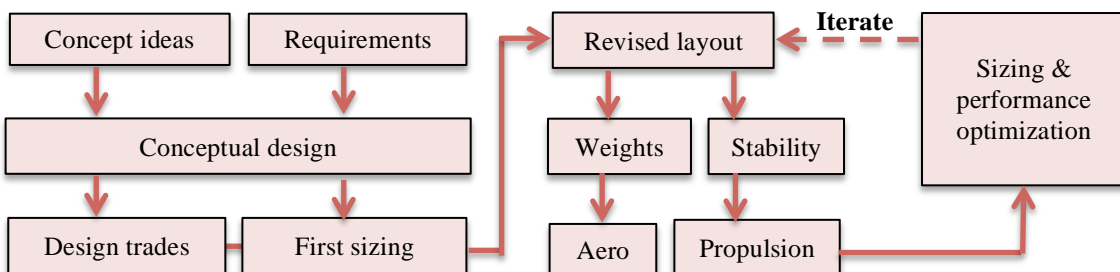 Concept ideas
Requirements
Conceptual design
Design trades
First sizing
Revised layout
Iterate
Weights
Stability
Aero
Propulsion
Sizing &
performance
optimization